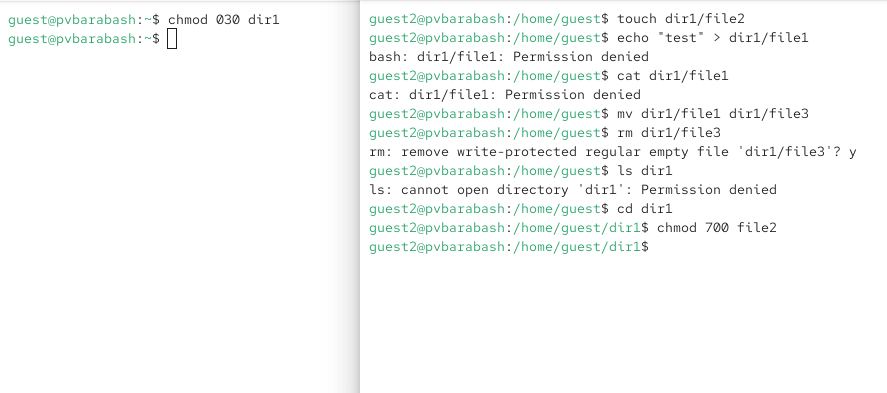 guest@pvbarabash:~$ chmod 030 dir1
guest@pvbarabash:~$
guest2@pvbarabash:/home/guest$ touch dir1/file2
guest2@pvbarabash:/home/guest$ echo "test" > dir1/file1
bash: dir1/file1: Permission denied
guest2@pvbarabash:/home/guest$ cat dir1/file1
cat: dir1/file1: Permission denied
guest2@pvbarabash:/home/guest$ mv dir1/file1 dir1/file3
guest2@pvbarabash:/home/guest$ rm dir1/file3
rm: remove write-protected regular empty file 'dir1/file3'? y
guest2@pvbarabash:/home/guest$ ls dir1
ls: cannot open directory 'dir1': Permission denied
guest2@pvbarabash:/home/guest$ cd dir1
guest2@pvbarabash:/home/guest/dir1$ chmod 700 file2
guest2@pvbarabash:/home/guest/dir1$